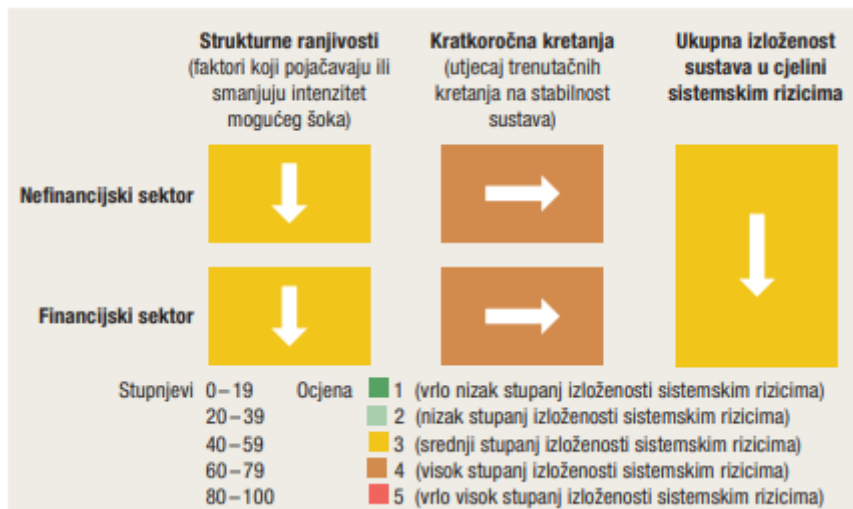 Strukturne ranjivosti
(faktori koji pojačavaju ili
smanjuju intenzitet
mogućeg šoka)
Kratkoročna kretanja
(utjecaj trenutačnih
kretanja na stabilnost
sustava)
Ukupna izloženost
sustava u cjelini
sistemskim rizicima
Nefinancijski sektor
Financijski sektor
Stupnjevi 0–19 Ocjena 1 (vrlo nizak stupanj izloženosti sistemskim rizicima)
20–39 2 (nizak stupanj izloženosti sistemskim rizicima)
40–59 3 (srednji stupanj izloženosti sistemskim rizicima)
60–79 4 (visok stupanj izloženosti sistemskim rizicima)
80–100 5 (vrlo visok stupanj izloženosti sistemskim rizicima)